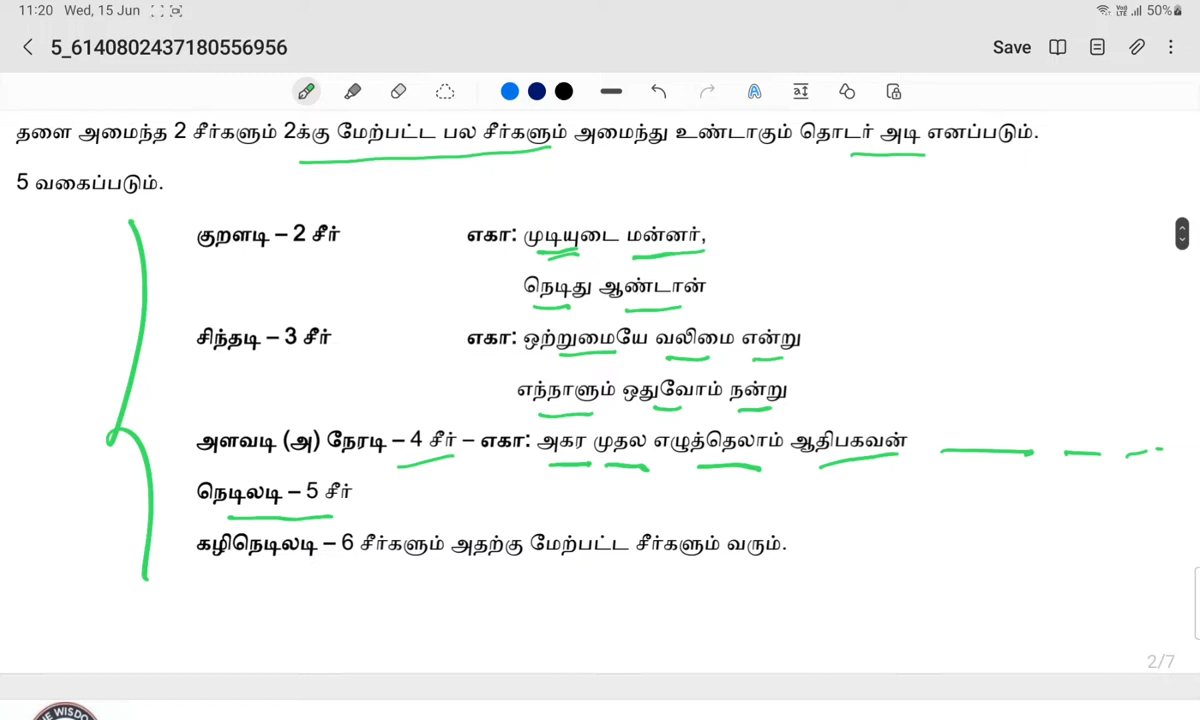 11:20 Wed, 15 Jun 50%
5_6140802437180556956 Save
தளை அமைந்த 2 சீர்களும் 2க்கு மேற்பட்ட பல சீர்களும் அமைந்து உண்டாகும் தொடர் அடி எனப்படும்.
5 வகைப்படும்.
குறளடி – 2 சீர் எகா: முடியுடை மன்னர்,
நெடிது ஆண்டான்
சிந்தடி – 3 சீர் எகா: ஒற்றுமையே வலிமை என்று
எந்நாளும் ஒதுவோம் நன்று
அளவடி (அ) நேரடி – 4 சீர் – எகா: அகர முதல எழுத்தெலாம் ஆதிபகவன்
நெடிலடி – 5 சீர்
கழிநெடிலடி – 6 சீர்களும் அதற்கு மேற்பட்ட சீர்களும் வரும்.
2/7